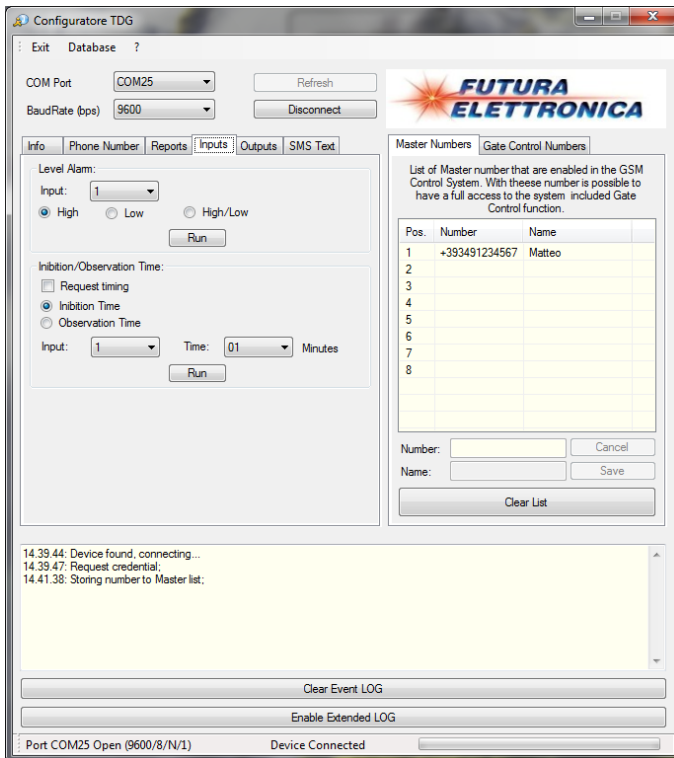 Configuratore TDG
Exit Database ?
COM Port COM25 Refresh
BaudRate (bps) 9600 Disconnect
FUTURA
ELETTRONICA
Info Phone Number Reports Inputs Outputs SMS Text
Level Alarm:
Input: 1
High Low High/Low
Run
Inibition/Observation Time:
Request timing
Inibition Time
Observation Time
Input: 1 Time: 01 Minutes
Run
Master Numbers Gate Control Numbers
List of Master number that are enabled in the GSM
Control System. With theese number is possible to
have a full access to the system included Gate
Control function.
Pos. Number Name
1 +393491234567 Matteo
2
3
4
5
6
7
8
Number: Cancel
Name: Save
Clear List
14.39.44: Device found, connecting...
14.39.47: Request credential;
14.41.38: Storing number to Master list;
Clear Event LOG
Enable Extended LOG
Port COM25 Open (9600/8/N/1) Device Connected